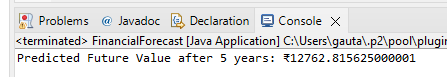 Problems @ Javadoc Declaration Console ×
<terminated> FinancialForecast [Java Application] C:\Users\gauta\.p2\pool\plugin
Predicted Future Value after 5 years: ₹12762.815625000001